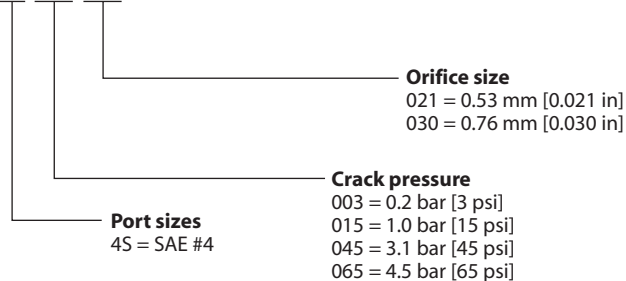 Orifice size
021 = 0.53 mm [0.021 in]
030 = 0.76 mm [0.030 in]
Crack pressure
003 = 0.2 bar [3 psi]
015 = 1.0 bar [15 psi]
045 = 3.1 bar [45 psi]
065 = 4.5 bar [65 psi]
Port sizes
4S = SAE #4